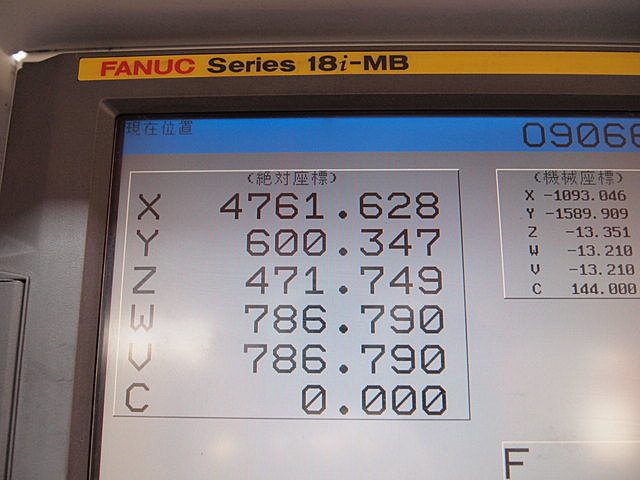 FANUC Series 18i-MB
現在位置 O9066
(絶対座標)
X 4761.628
Y 600.347
Z 471.749
W 786.790
V 786.790
C 0.000
(機械座標)
X -1093.046
Y -1589.909
Z -13.351
W -13.210
V -13.210
C 144.000
F